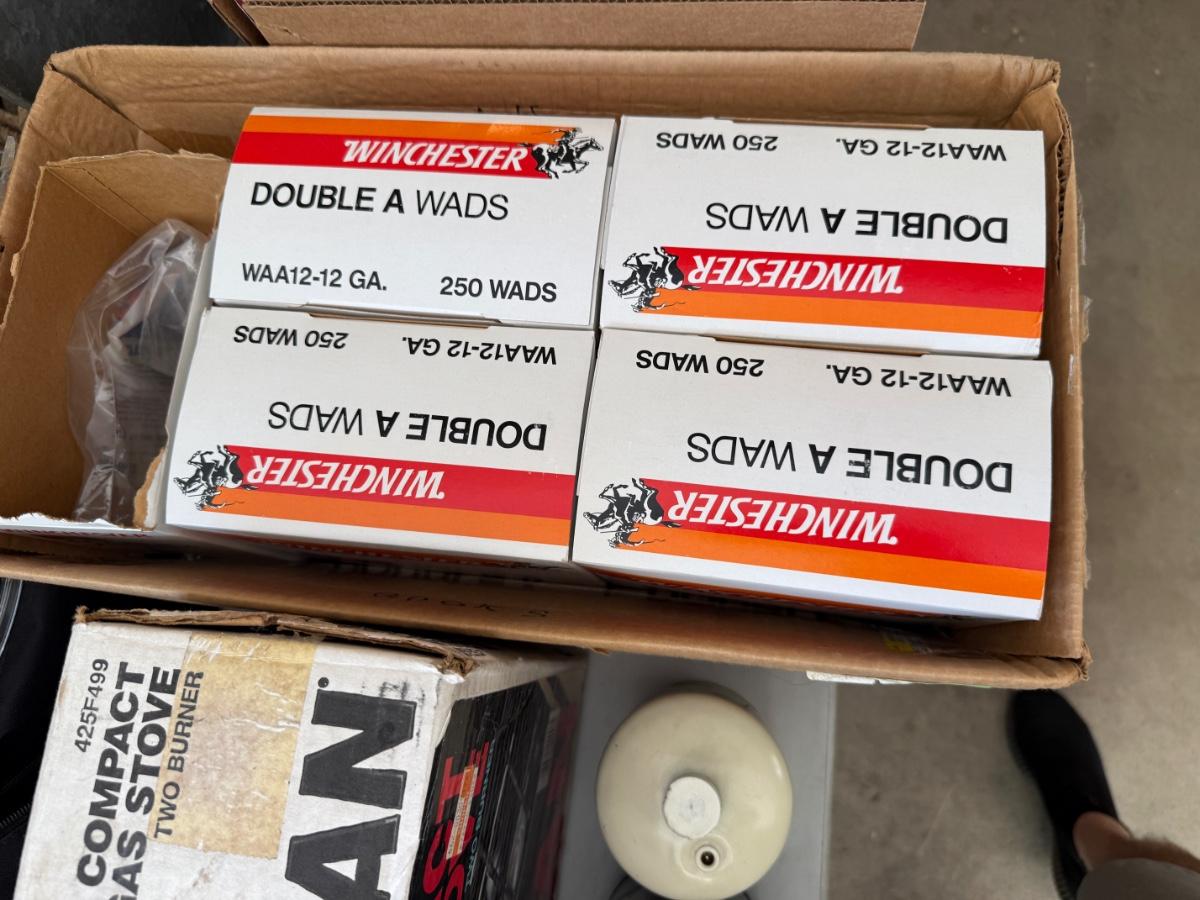 WINCHESTER
DOUBLE A WADS
WAA12-12 GA. 250 WADS
WINCHESTER
DOUBLE A WADS
WAA12-12 GA. 250 WADS
WINCHESTER
DOUBLE A WADS
WAA12-12 GA. 250 WADS
WINCHESTER
DOUBLE A WADS
WAA12-12 GA. 250 WADS
425F499
COMPACT
GAS STOVE
TWO BURNER
AN